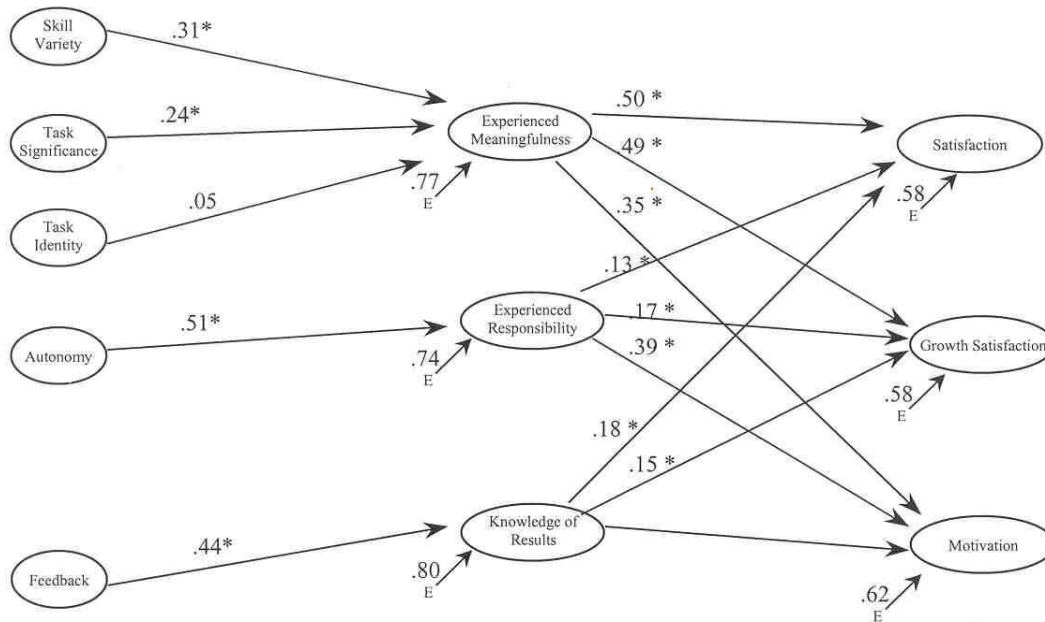 Skill
Variety
.31*
Task
Significance
.24*
Task
Identity
.05
Autonomy
.51*
Feedback
.44*
Experienced
Meaningfulness
.77
E
Experienced
Responsibility
.74
E
Knowledge of
Results
.80
E
.50 *
.49 *
.35 *
.13 *
.17 *
.39 *
.18 *
.15 *
Satisfaction
.58
E
Growth Satisfaction
.58
E
Motivation
.62
E